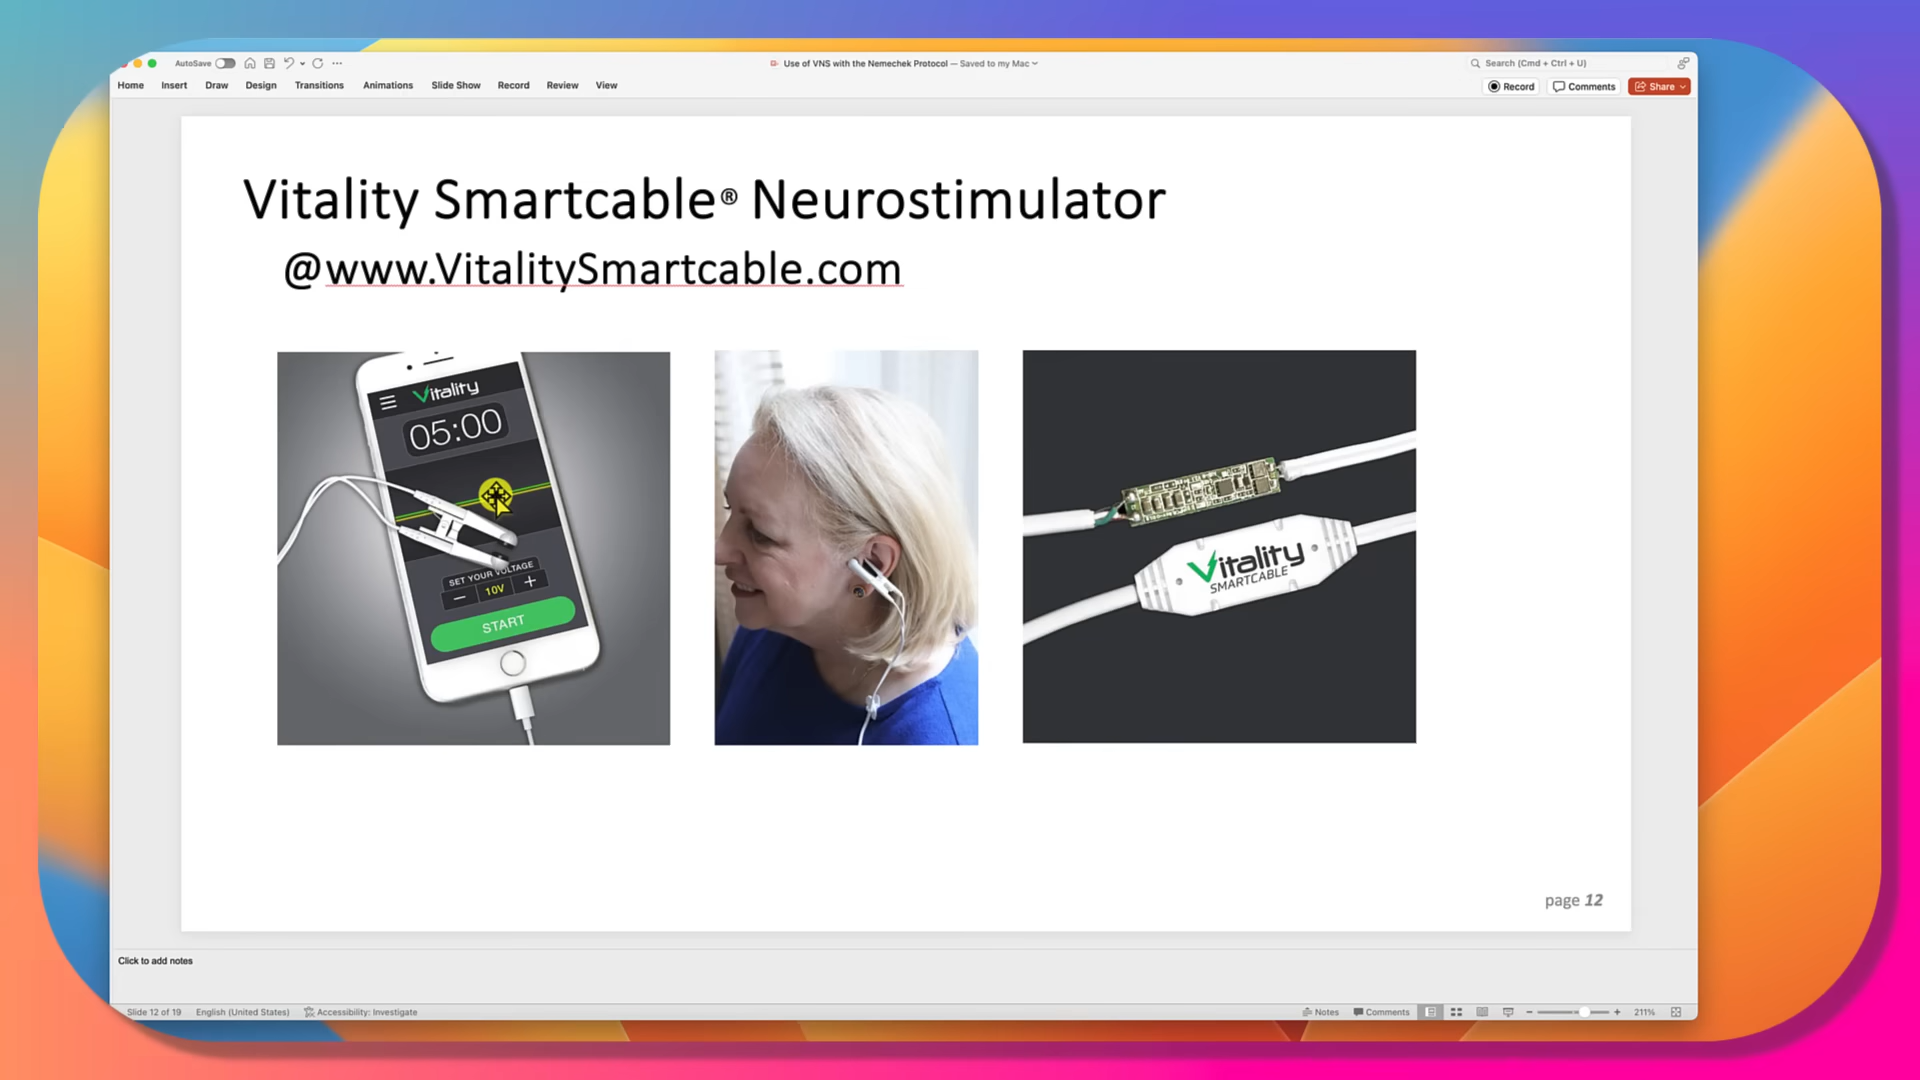 AutoSave
Use of VNS with the Nemechek Protocol — Saved to my Mac
Search (Cmd + Ctrl + U)
Home Insert Draw Design Transitions Animations Slide Show Record Review View
Record Comments Share
Vitality Smartcable® Neurostimulator
@www.VitalitySmartcable.com
Vitality
05:00
SET YOUR VOLTAGE
− 10V +
START
Vitality
SMARTCABLE
page 12
Click to add notes
Slide 12 of 19 English (United States) Accessibility: Investigate
Notes Comments 211%